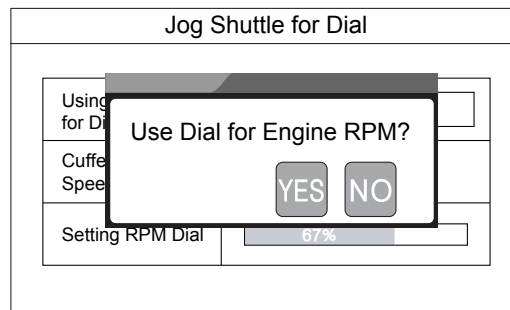 Jog Shuttle for Dial
Using
for Di
Use Dial for Engine RPM?
Cuffe
Spee
YES NO
Setting RPM Dial
67%